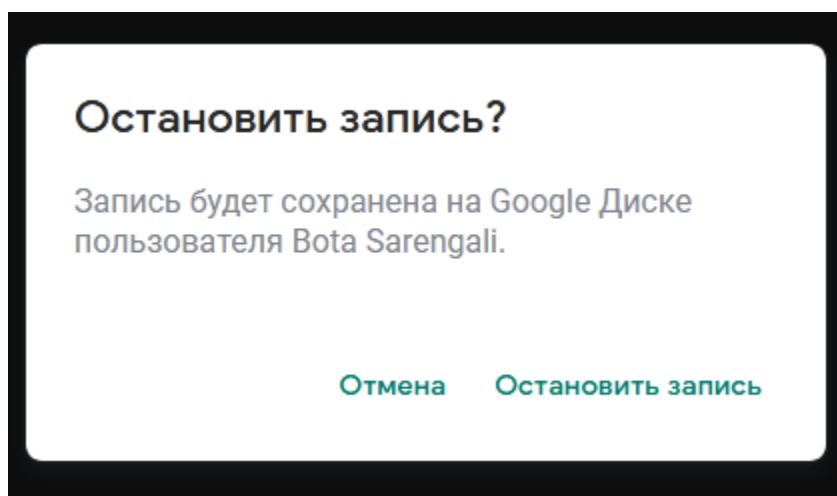 Остановить запись?
Запись будет сохранена на Google Диске
пользователя Bota Sarengali.
Отмена Остановить запись